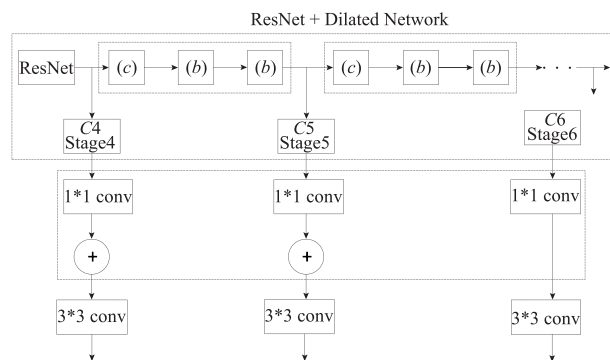 ResNet + Dilated Network
ResNet (c) (b) (b) (c) (b) (b) · · ·
C4 C5 C6
Stage4 Stage5 Stage6
1*1 conv 1*1 conv 1*1 conv
+ +
3*3 conv 3*3 conv 3*3 conv